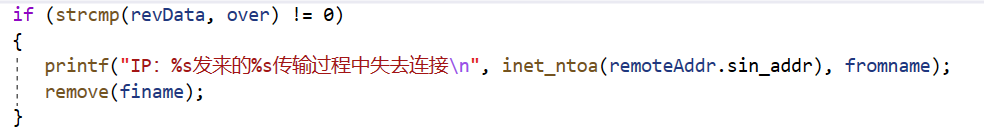 if (strcmp(revData, over) != 0)
{
printf("IP：%s发来的%s传输过程中失去连接\n", inet_ntoa(remoteAddr.sin_addr), fromname);
remove(finame);
}